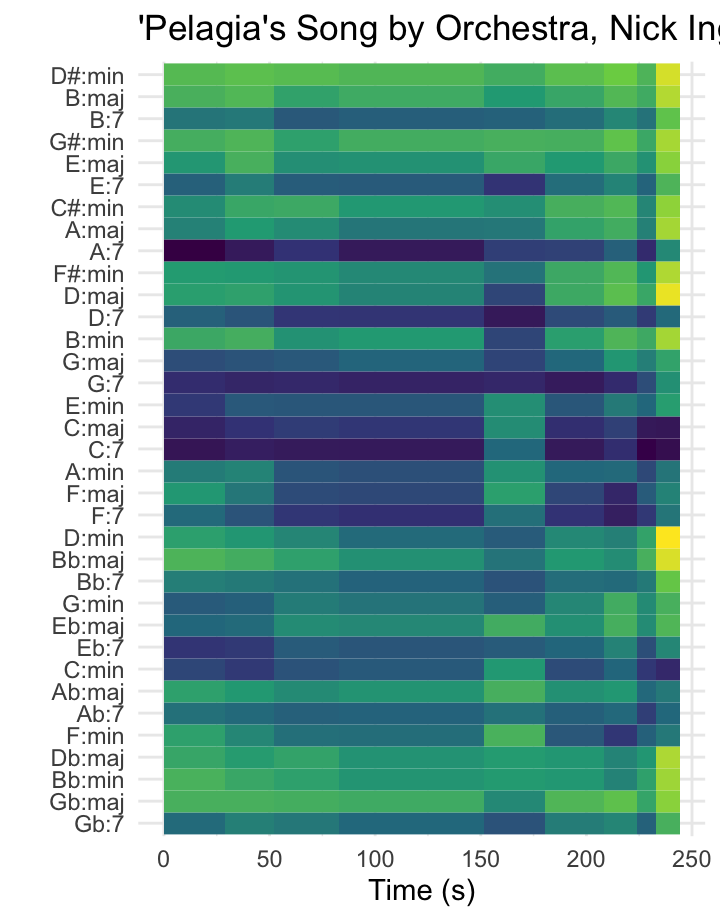 'Pelagia's Song by Orchestra, Nick Ing
D#:min
B:maj
B:7
G#:min
E:maj
E:7
C#:min
A:maj
A:7
F#:min
D:maj
D:7
B:min
G:maj
G:7
E:min
C:maj
C:7
A:min
F:maj
F:7
D:min
Bb:maj
Bb:7
G:min
Eb:maj
Eb:7
C:min
Ab:maj
Ab:7
F:min
Db:maj
Bb:min
Gb:maj
Gb:7
0 50 100 150 200 250
Time (s)